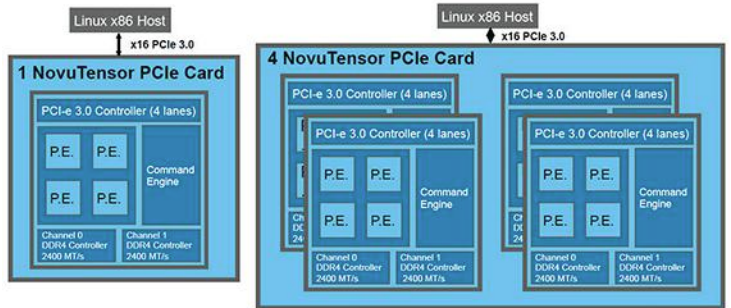 Linux x86 Host
x16 PCIe 3.0
1 NovuTensor PCIe Card
PCI-e 3.0 Controller (4 lanes)
P.E. P.E.
P.E. P.E.
Command
Engine
Channel 0
DDR4 Controller
2400 MT/s
Channel 1
DDR4 Controller
2400 MT/s
Linux x86 Host
x16 PCIe 3.0
4 NovuTensor PCIe Card
PCI-e 3.0 Controller (4 lanes)
PCI-e 3.0 Controller (4 lanes)
P.E. P.E.
P.E. P.E.
Command
Engine
Channel 0
DDR4 Controller
2400 MT/s
Channel 1
DDR4 Controller
2400 MT/s
PCI-e 3.0 Controller (4 lanes)
PCI-e 3.0 Controller (4 lanes)
P.E. P.E.
P.E. P.E.
Command
Engine
Channel 0
DDR4 Controller
2400 MT/s
Channel 1
DDR4 Controller
2400 MT/s